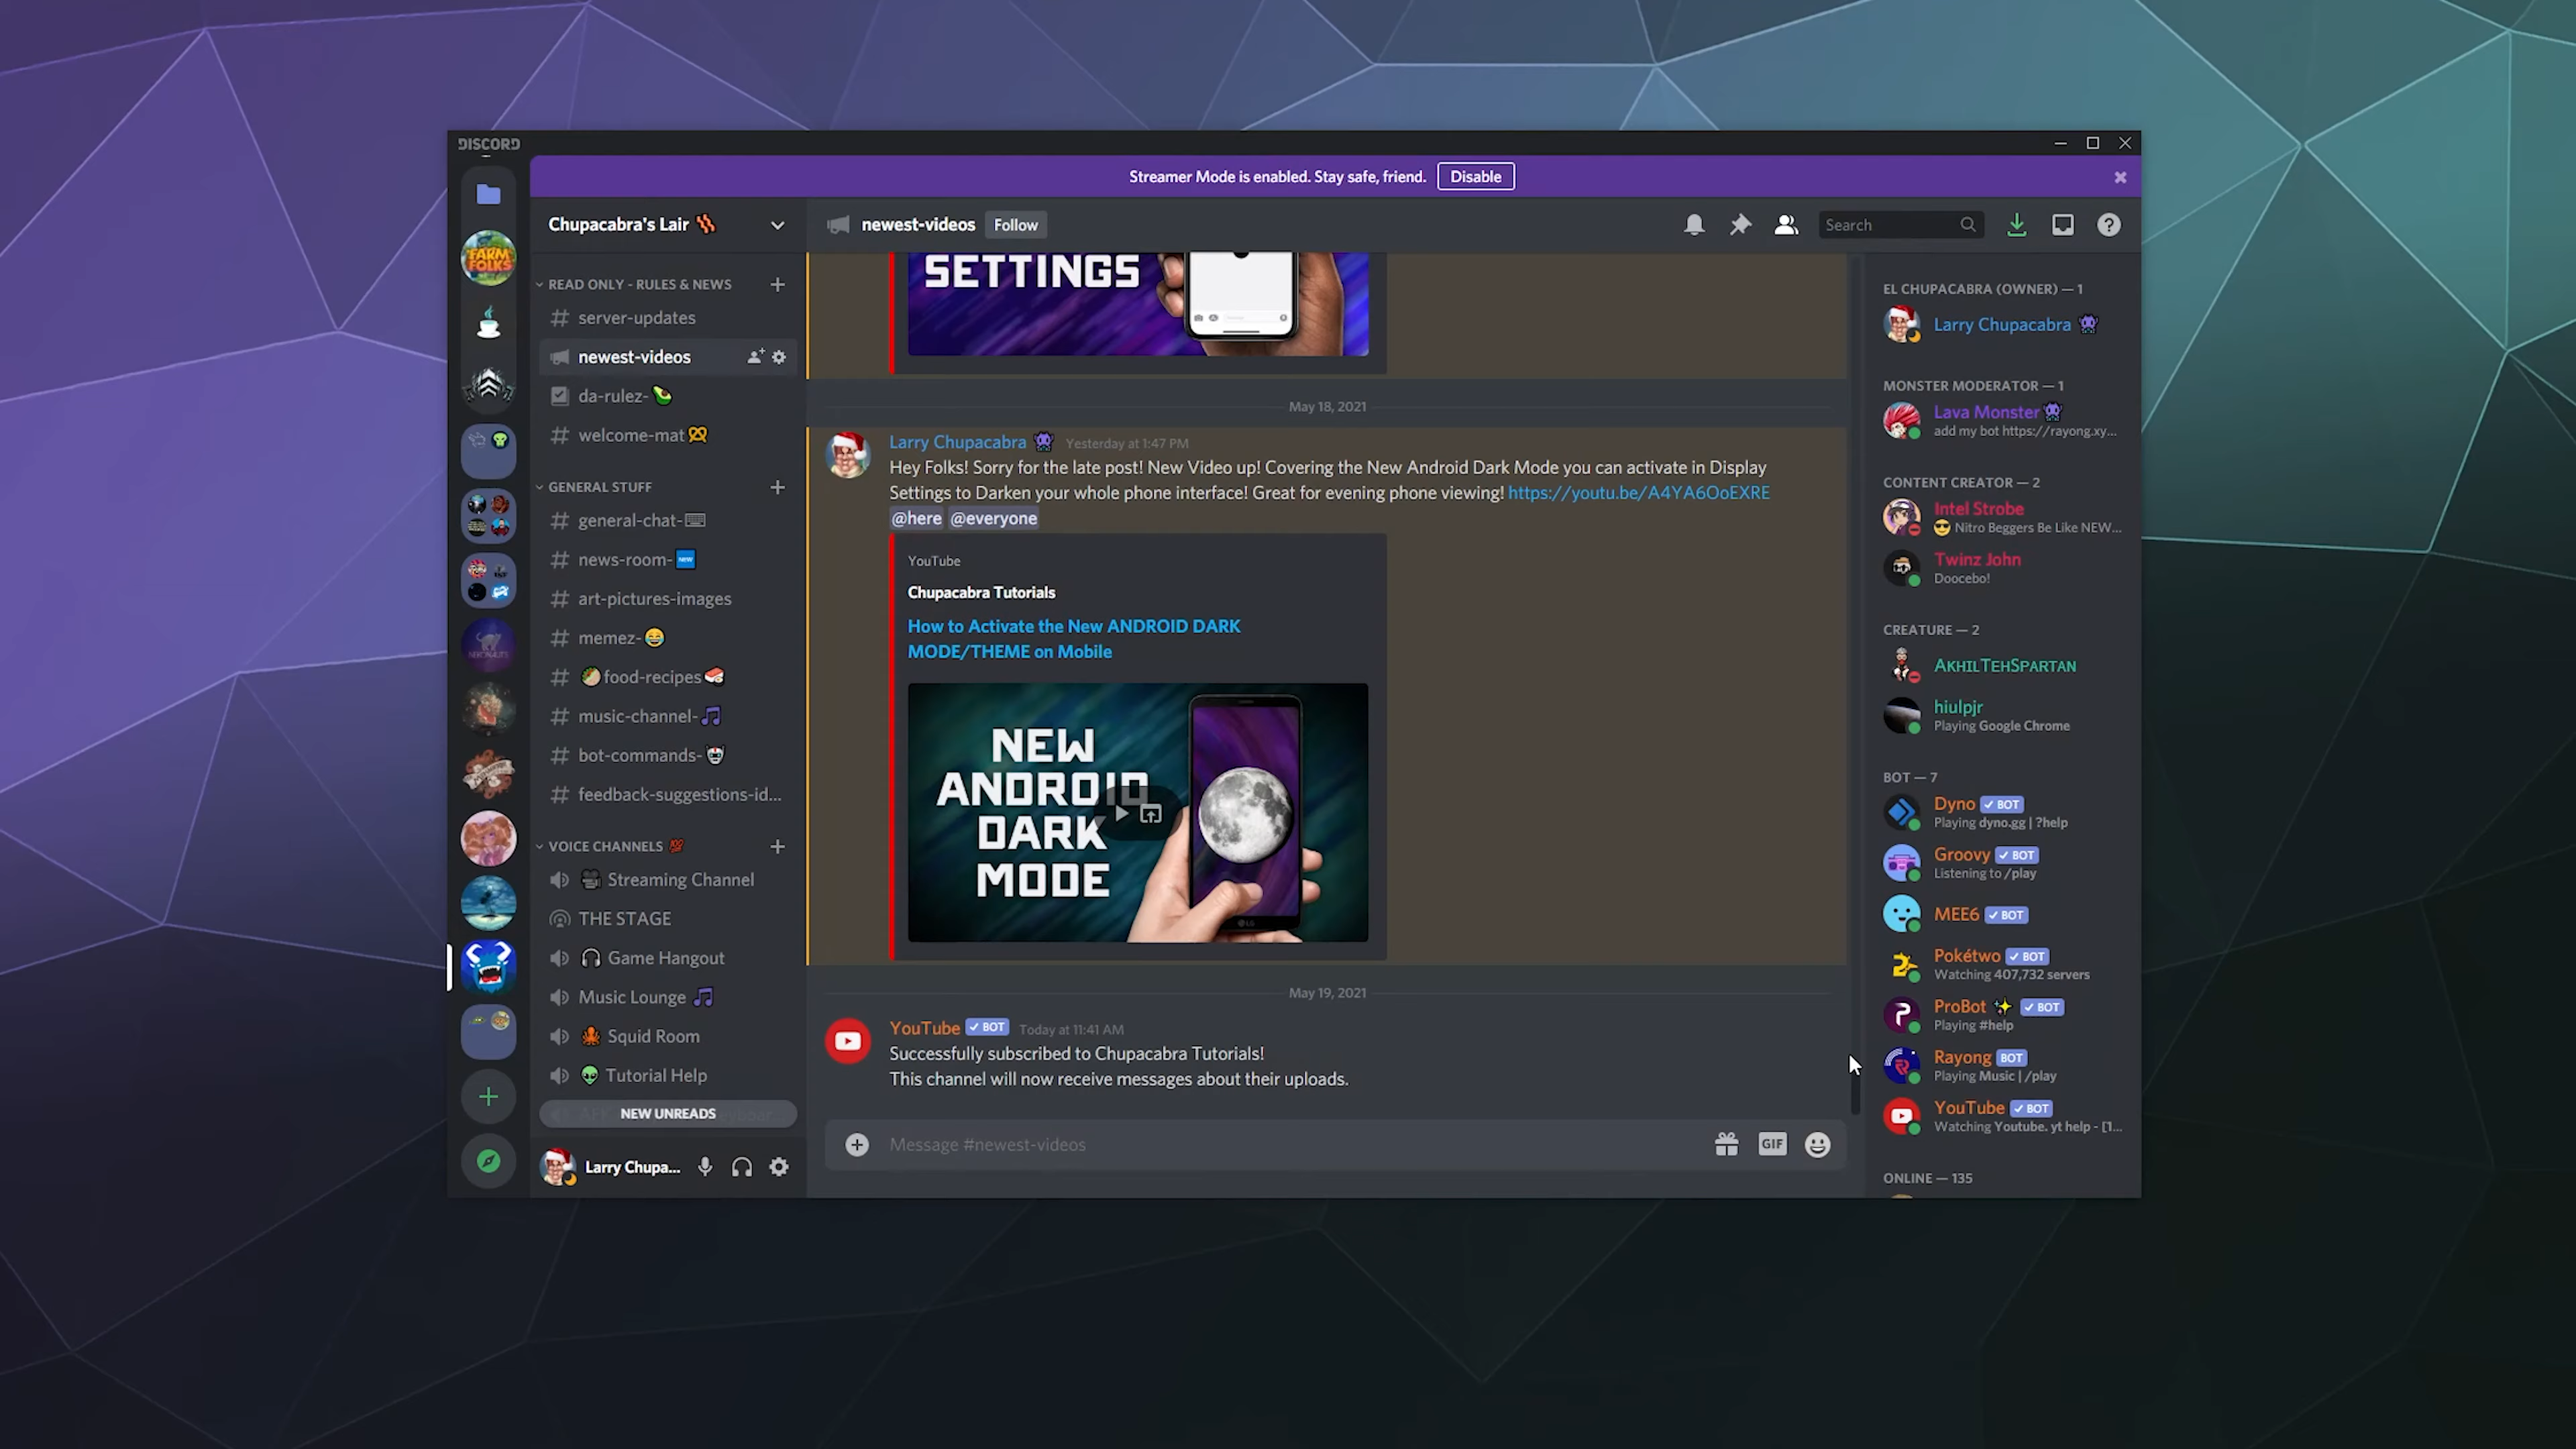 DISCORD
Streamer Mode is enabled. Stay safe, friend. Disable
Chupacabra's Lair
READ ONLY - RULES & NEWS
server-updates
newest-videos
da-rulez-🥑
welcome-mat🥨
GENERAL STUFF
general-chat-⌨
news-room-🆕
art-pictures-images
memez-😂
🥙food-recipes🍣
music-channel-🎵
bot-commands-
feedback-suggestions-id...
VOICE CHANNELS 💯
🎥 Streaming Channel
THE STAGE
🎧 Game Hangout
Music Lounge 🎵
🐙 Squid Room
👽 Tutorial Help
NEW UNREADS
Larry Chupa...
newest-videos Follow
Search
SETTINGS
May 18, 2021
Larry Chupacabra 👾 Yesterday at 1:47 PM
Hey Folks! Sorry for the late post! New Video up! Covering the New Android Dark Mode you can activate in Display
Settings to Darken your whole phone interface! Great for evening phone viewing! https://youtu.be/A4YA6OoEXRE
@here @everyone
YouTube
Chupacabra Tutorials
How to Activate the New ANDROID DARK
MODE/THEME on Mobile
NEW
ANDROID
DARK
MODE
LG
May 19, 2021
YouTube ✓ BOT Today at 11:41 AM
Successfully subscribed to Chupacabra Tutorials!
This channel will now receive messages about their uploads.
Message #newest-videos
GIF
EL CHUPACABRA (OWNER) — 1
Larry Chupacabra 👾
MONSTER MODERATOR — 1
Lava Monster 👾
add my bot https://rayong.xy...
CONTENT CREATOR — 2
Intel Strobe
😎 Nitro Beggers Be Like NEW...
Twinz John
Doocebo!
CREATURE — 2
AKHILTEHSPARTAN
hiulpjr
Playing Google Chrome
BOT — 7
Dyno ✓ BOT
Playing dyno.gg | ?help
Groovy ✓ BOT
Listening to /play
MEE6 ✓ BOT
Pokétwo ✓ BOT
Watching 407,732 servers
ProBot ✨ ✓ BOT
Playing #help
Rayong BOT
Playing Music | /play
YouTube ✓ BOT
Watching Youtube. yt help - [1...
ONLINE — 135